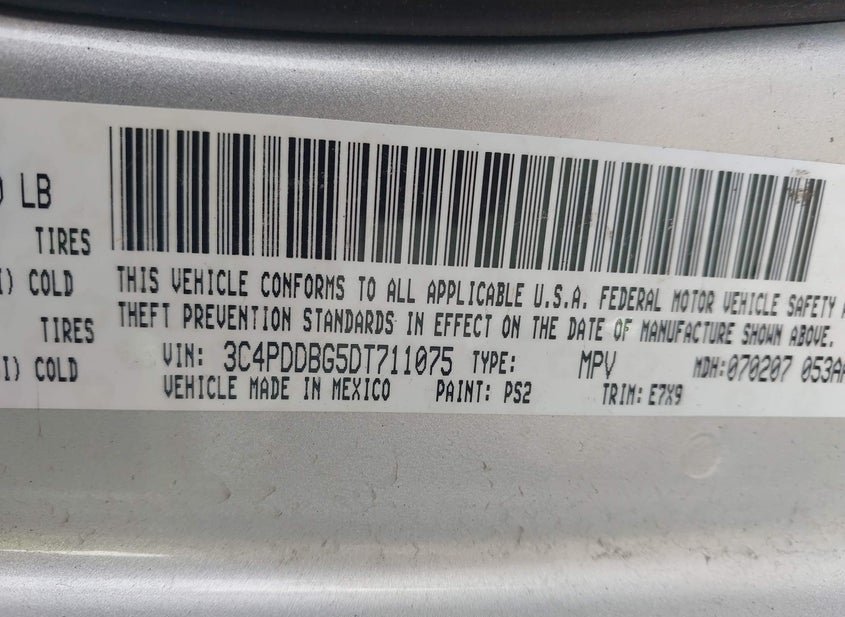 LB
TIRES
COLD
TIRES
COLD
THIS VEHICLE CONFORMS TO ALL APPLICABLE U.S.A. FEDERAL MOTOR VEHICLE SAFETY
THEFT PREVENTION STANDARDS IN EFFECT ON THE DATE OF MANUFACTURE SHOWN ABOVE.
VIN: 3C4PDDBG5DT711075 TYPE: MPV MDH: 070207 053A
VEHICLE MADE IN MEXICO PAINT: PS2 TRIM: E7X9